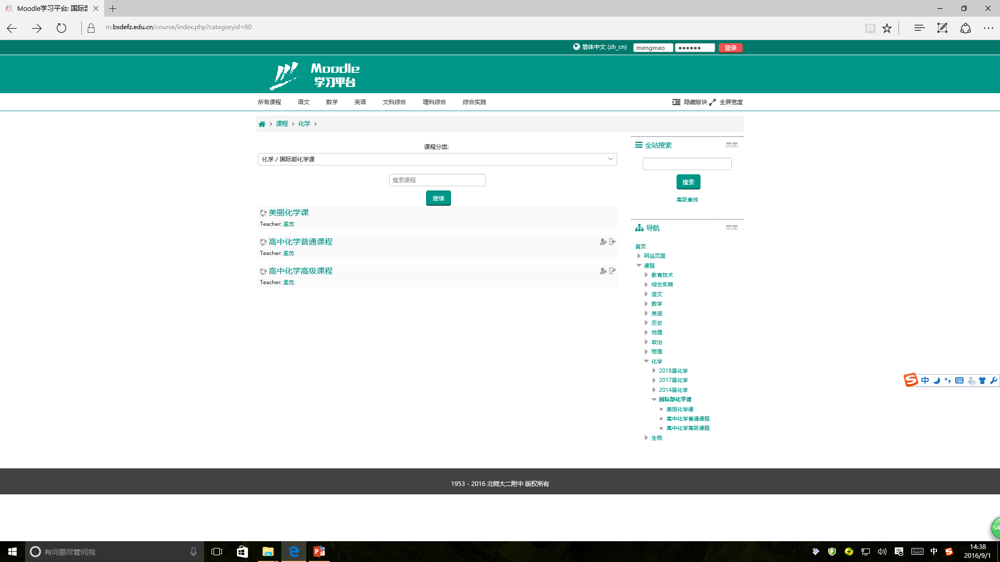 Moodle学习平台: 国际部
m.bsdefz.edu.cn/course/index.php?categoryid=60
简体中文 (zh_cn)
mengmao
●●●●●●
登录
Moodle
学习平台
所有课程
语文
数学
英语
文科综合
理科综合
综合实践
隐藏版块
全屏宽度
课程
化学
课程分类:
化学 / 国际部化学课
搜索课程
继续
美丽化学课
Teacher: 孟茂
高中化学普通课程
Teacher: 孟茂
高中化学高级课程
Teacher: 孟茂
全站搜索
搜索
高级查找
导航
首页
网站页面
课程
教育技术
综合实践
语文
数学
英语
历史
地理
政治
物理
化学
2018届化学
2017届化学
2014届化学
国际部化学课
美丽化学课
高中化学普通课程
高中化学高级课程
生物
中
1953 - 2016 北师大二附中 版权所有
58
有问题尽管问我
中
14:38
2016/9/1